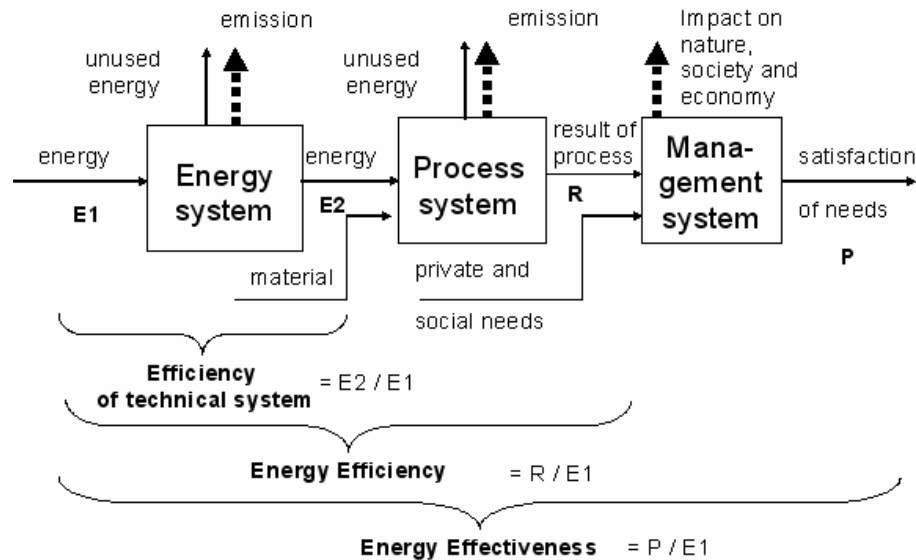 emission
unused
energy
emission
unused
energy
Impact on
nature,
society and
economy
energy
E1
Energy
system
energy
E2
material
Process
system
result of
process
R
private and
social needs
Mana-
gement
system
satisfaction
of needs
P
Efficiency
of technical system = E2 / E1
Energy Efficiency = R / E1
Energy Effectiveness = P / E1